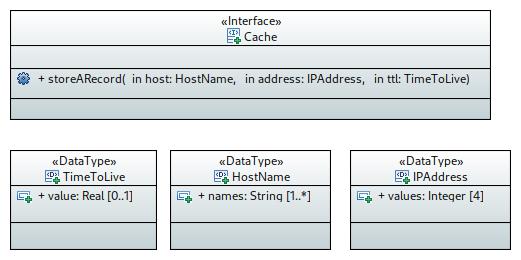 «Interface»
Cache
+ storeARecord( in host: HostName, in address: IPAddress, in ttl: TimeToLive)
«DataType»
TimeToLive
+ value: Real [0..1]
«DataType»
HostName
+ names: String [1..*]
«DataType»
IPAddress
+ values: Integer [4]